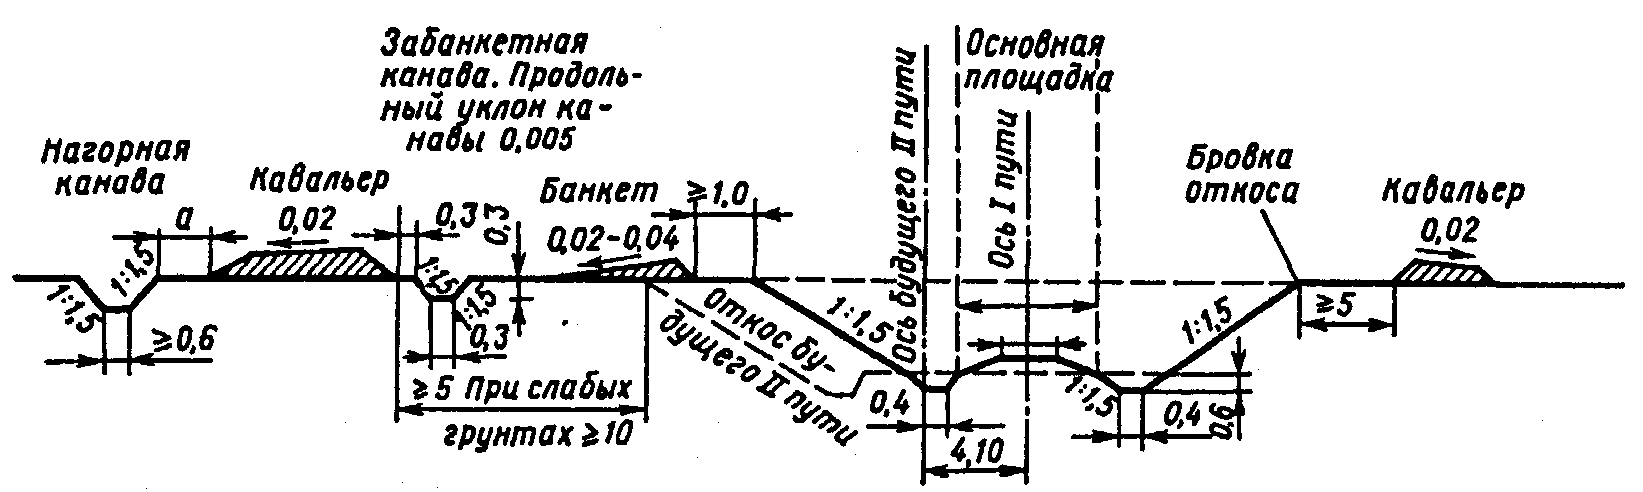 Забанкетная
канава. Продоль-
ный уклон ка-
навы 0,005
Нагорная
канава
Кавальер
0,02
a
1:1,5
1:1,5
≥0,6
0,3
0,3
1:1,5
1:1,5
0,3
Банкет
0,02-0,04
≥1,0
≥5 При слабых
грунтах ≥10
откос бу-
дущего II пути
1:1,5
Ось будущего II пути
Основная
площадка
Ось I пути
0,4
4,10
1:1,5
0,4
0,6
1:1,5
Бровка
откоса
≥5
Кавальер
0,02